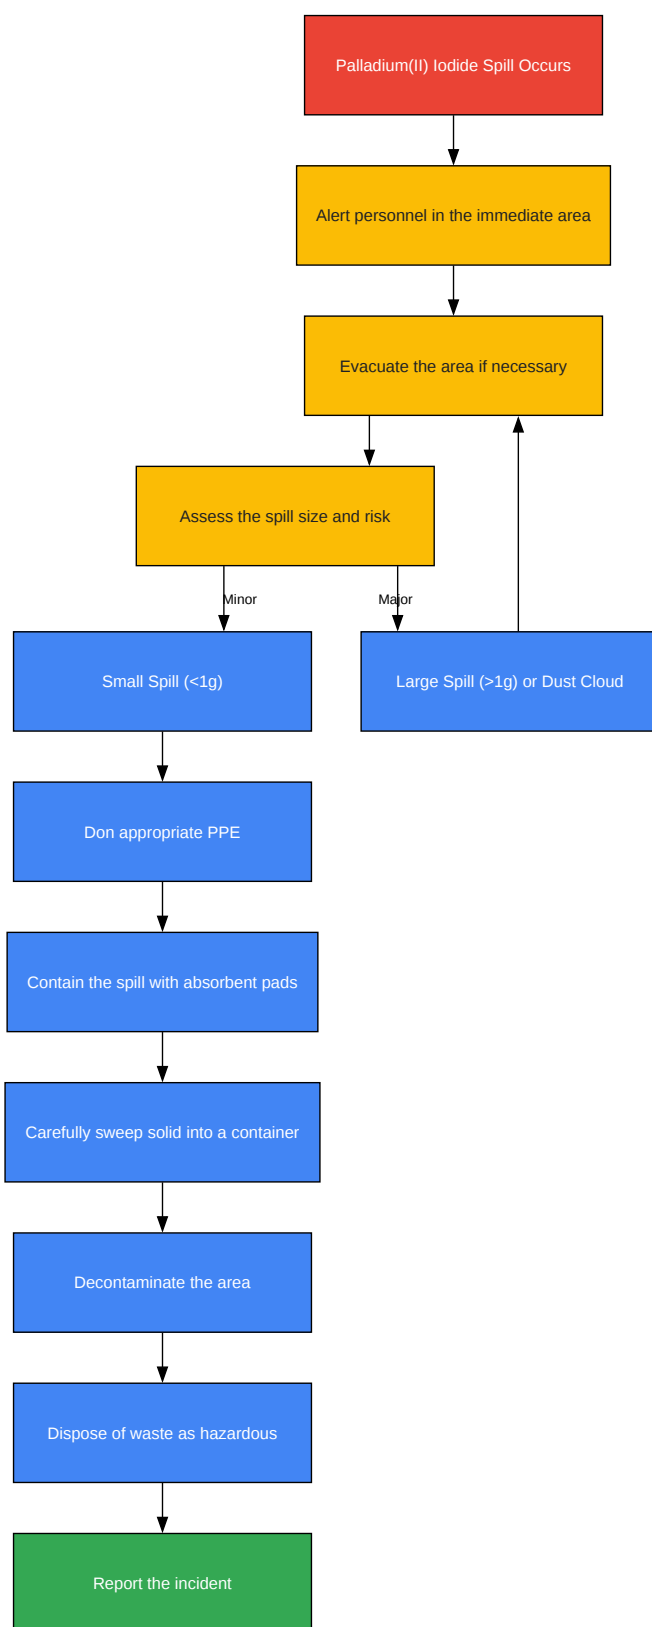 Palladium(II) Iodide Spill Occurs
Alert personnel in the immediate area
Evacuate the area if necessary
Assess the spill size and risk
Minor
Major
Small Spill (<1g)
Large Spill (>1g) or Dust Cloud
Don appropriate PPE
Contain the spill with absorbent pads
Carefully sweep solid into a container
Decontaminate the area
Dispose of waste as hazardous
Report the incident